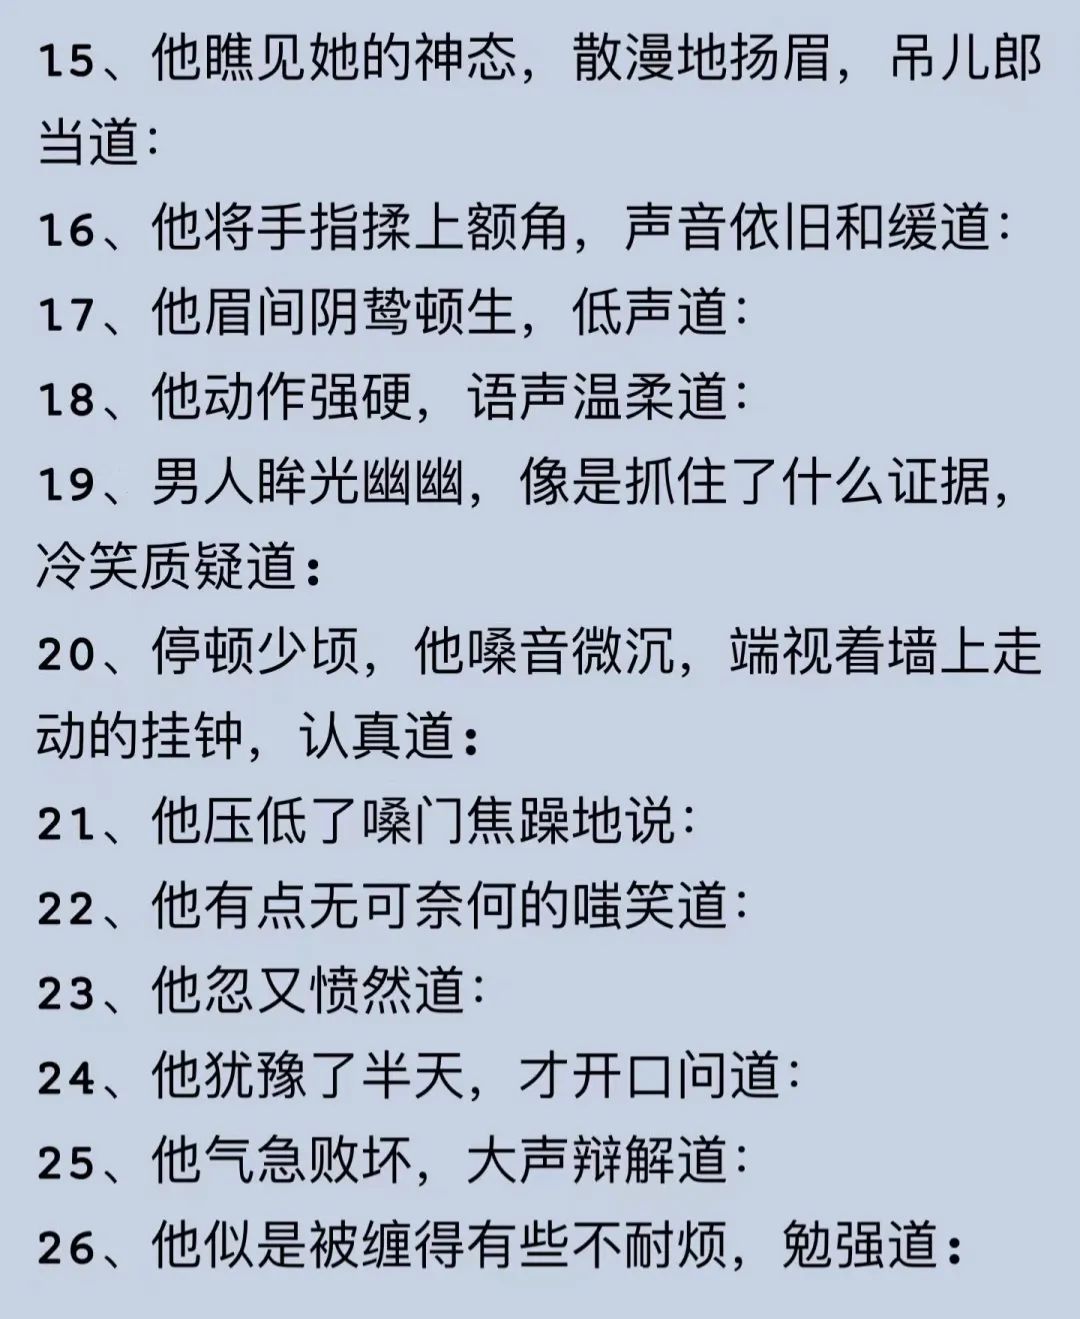 15、他瞧见她的神态，散漫地扬眉，吊儿郎
当道：
16、他将手指揉上额角，声音依旧和缓道：
17、他眉间阴鸷顿生，低声道：
18、他动作强硬，语声温柔道：
19、男人眸光幽幽，像是抓住了什么证据，
冷笑质疑道：
20、停顿少顷，他嗓音微沉，端视着墙上走
动的挂钟，认真道：
21、他压低了嗓门焦躁地说：
22、他有点无可奈何的嗤笑道：
23、他忽又愤然道：
24、他犹豫了半天，才开口问道：
25、他气急败坏，大声辩解道：
26、他似是被缠得有些不耐烦，勉强道：